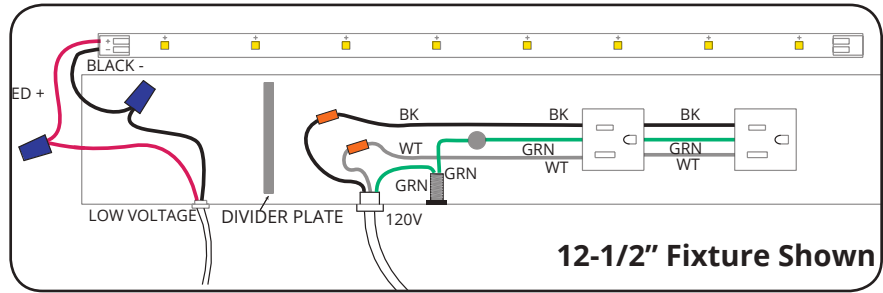 BLACK -
ED +
BK BK BK
WT GRN GRN
WT WT
GRN GRN
LOW VOLTAGE DIVIDER PLATE 120V
12-1/2” Fixture Shown